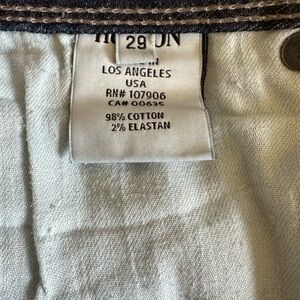 29
LOS ANGELES
USA
RN# 107906
CA# 00635
98% COTTON
2% ELASTAN